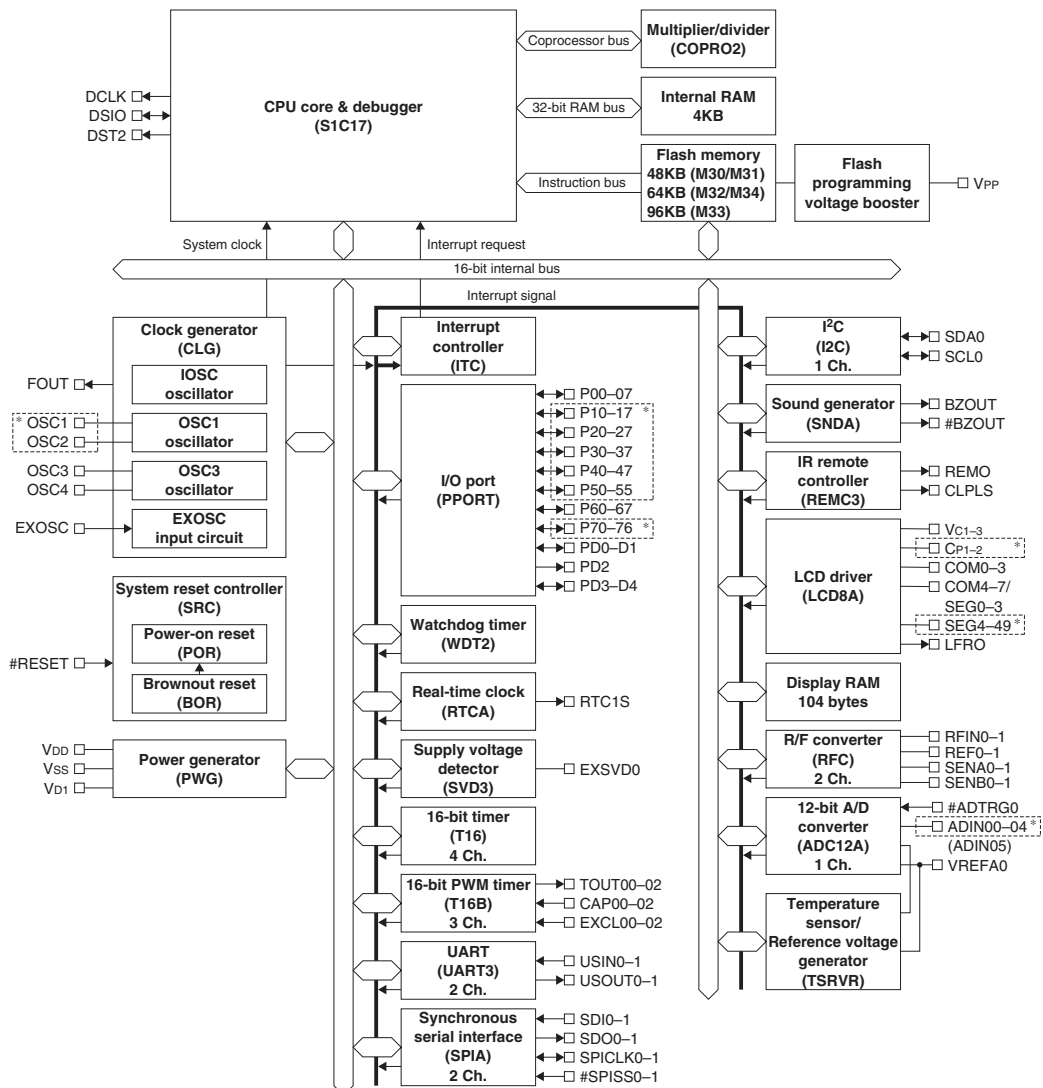 Coprocessor bus
Multiplier/divider
(COPRO2)
DCLK
DSIO
DST2
CPU core & debugger
(S1C17)
32-bit RAM bus
Internal RAM
4KB
Instruction bus
Flash memory
48KB (M30/M31)
64KB (M32/M34)
96KB (M33)
Flash
programming
voltage booster
VPP
System clock
Interrupt request
16-bit internal bus
Interrupt signal
Clock generator
(CLG)
IOSC
oscillator
OSC1
oscillator
OSC3
oscillator
EXOSC
input circuit
FOUT
* OSC1
OSC2
OSC3
OSC4
EXOSC
System reset controller
(SRC)
Power-on reset
(POR)
Brownout reset
(BOR)
#RESET
VDD
VSS
VD1
Power generator
(PWG)
Interrupt
controller
(ITC)
I/O port
(PPORT)
P00–07
P10–17 *
P20–27
P30–37
P40–47
P50–55
P60–67
P70–76 *
PD0–D1
PD2
PD3–D4
Watchdog timer
(WDT2)
Real-time clock
(RTCA)
RTC1S
Supply voltage
detector
(SVD3)
EXSVD0
16-bit timer
(T16)
4 Ch.
16-bit PWM timer
(T16B)
3 Ch.
TOUT00–02
CAP00–02
EXCL00–02
UART
(UART3)
2 Ch.
USIN0–1
USOUT0–1
Synchronous
serial interface
(SPIA)
2 Ch.
SDI0–1
SDO0–1
SPICLK0–1
#SPISS0–1
I²C
(I2C)
1 Ch.
SDA0
SCL0
Sound generator
(SNDA)
BZOUT
#BZOUT
IR remote
controller
(REMC3)
REMO
CLPLS
LCD driver
(LCD8A)
VC1–3
CP1–2 *
COM0–3
COM4–7/
SEG0–3
SEG4–49 *
LFRO
Display RAM
104 bytes
R/F converter
(RFC)
2 Ch.
RFIN0–1
REF0–1
SENA0–1
SENB0–1
12-bit A/D
converter
(ADC12A)
1 Ch.
#ADTRG0
ADIN00–04 *
(ADIN05)
VREFA0
Temperature
sensor/
Reference voltage
generator
(TSRVR)